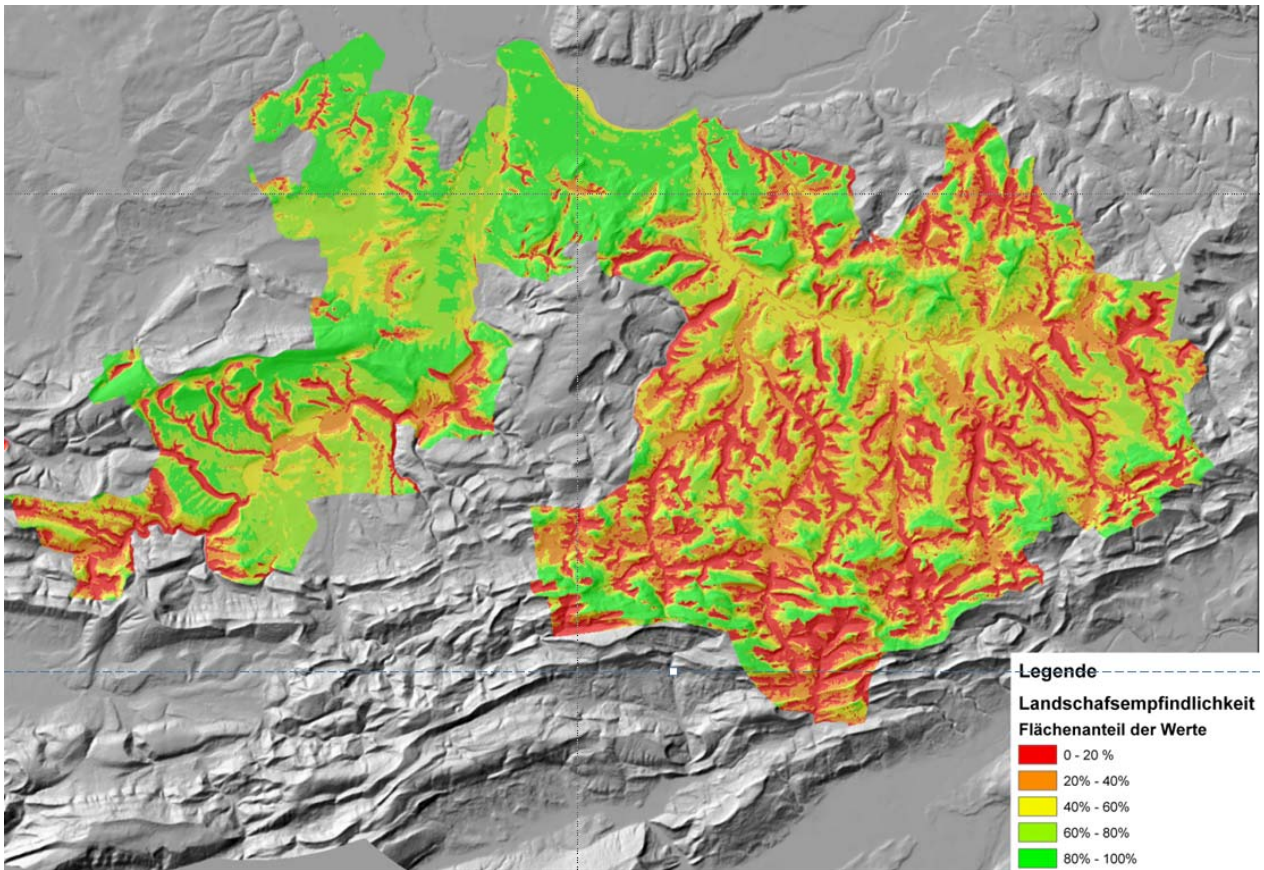 Legende
Landschafsempfindlichkeit
Flächenanteil der Werte
0 - 20 %
20% - 40%
40% - 60%
60% - 80%
80% - 100%